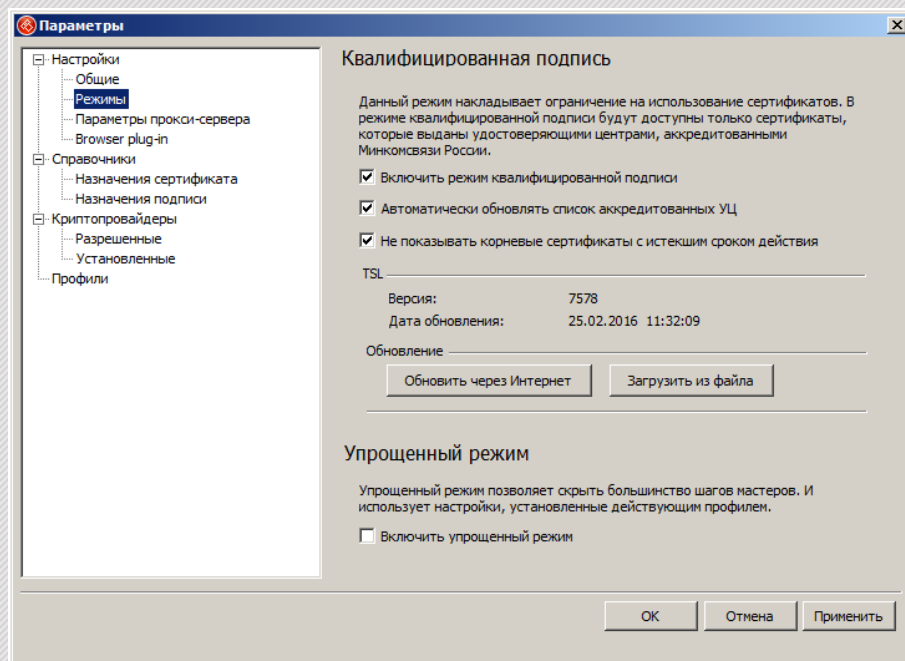 Параметры
Настройки
Общие
Режимы
Параметры прокси-сервера
Browser plug-in
Справочники
Назначения сертификата
Назначения подписи
Криптопровайдеры
Разрешенные
Установленные
Профили
Квалифицированная подпись
Данный режим накладывает ограничение на использование сертификатов. В
режиме квалифицированной подписи будут доступны только сертификаты,
которые выданы удостоверяющими центрами, аккредитованными
Минкомсвязи России.
Включить режим квалифицированной подписи
Автоматически обновлять список аккредитованных УЦ
Не показывать корневые сертификаты с истекшим сроком действия
TSL
Версия: 7578
Дата обновления: 25.02.2016 11:32:09
Обновление
Обновить через Интернет Загрузить из файла
Упрощенный режим
Упрощенный режим позволяет скрыть большинство шагов мастеров. И
использует настройки, установленные действующим профилем.
Включить упрощенный режим
ОК Отмена Применить